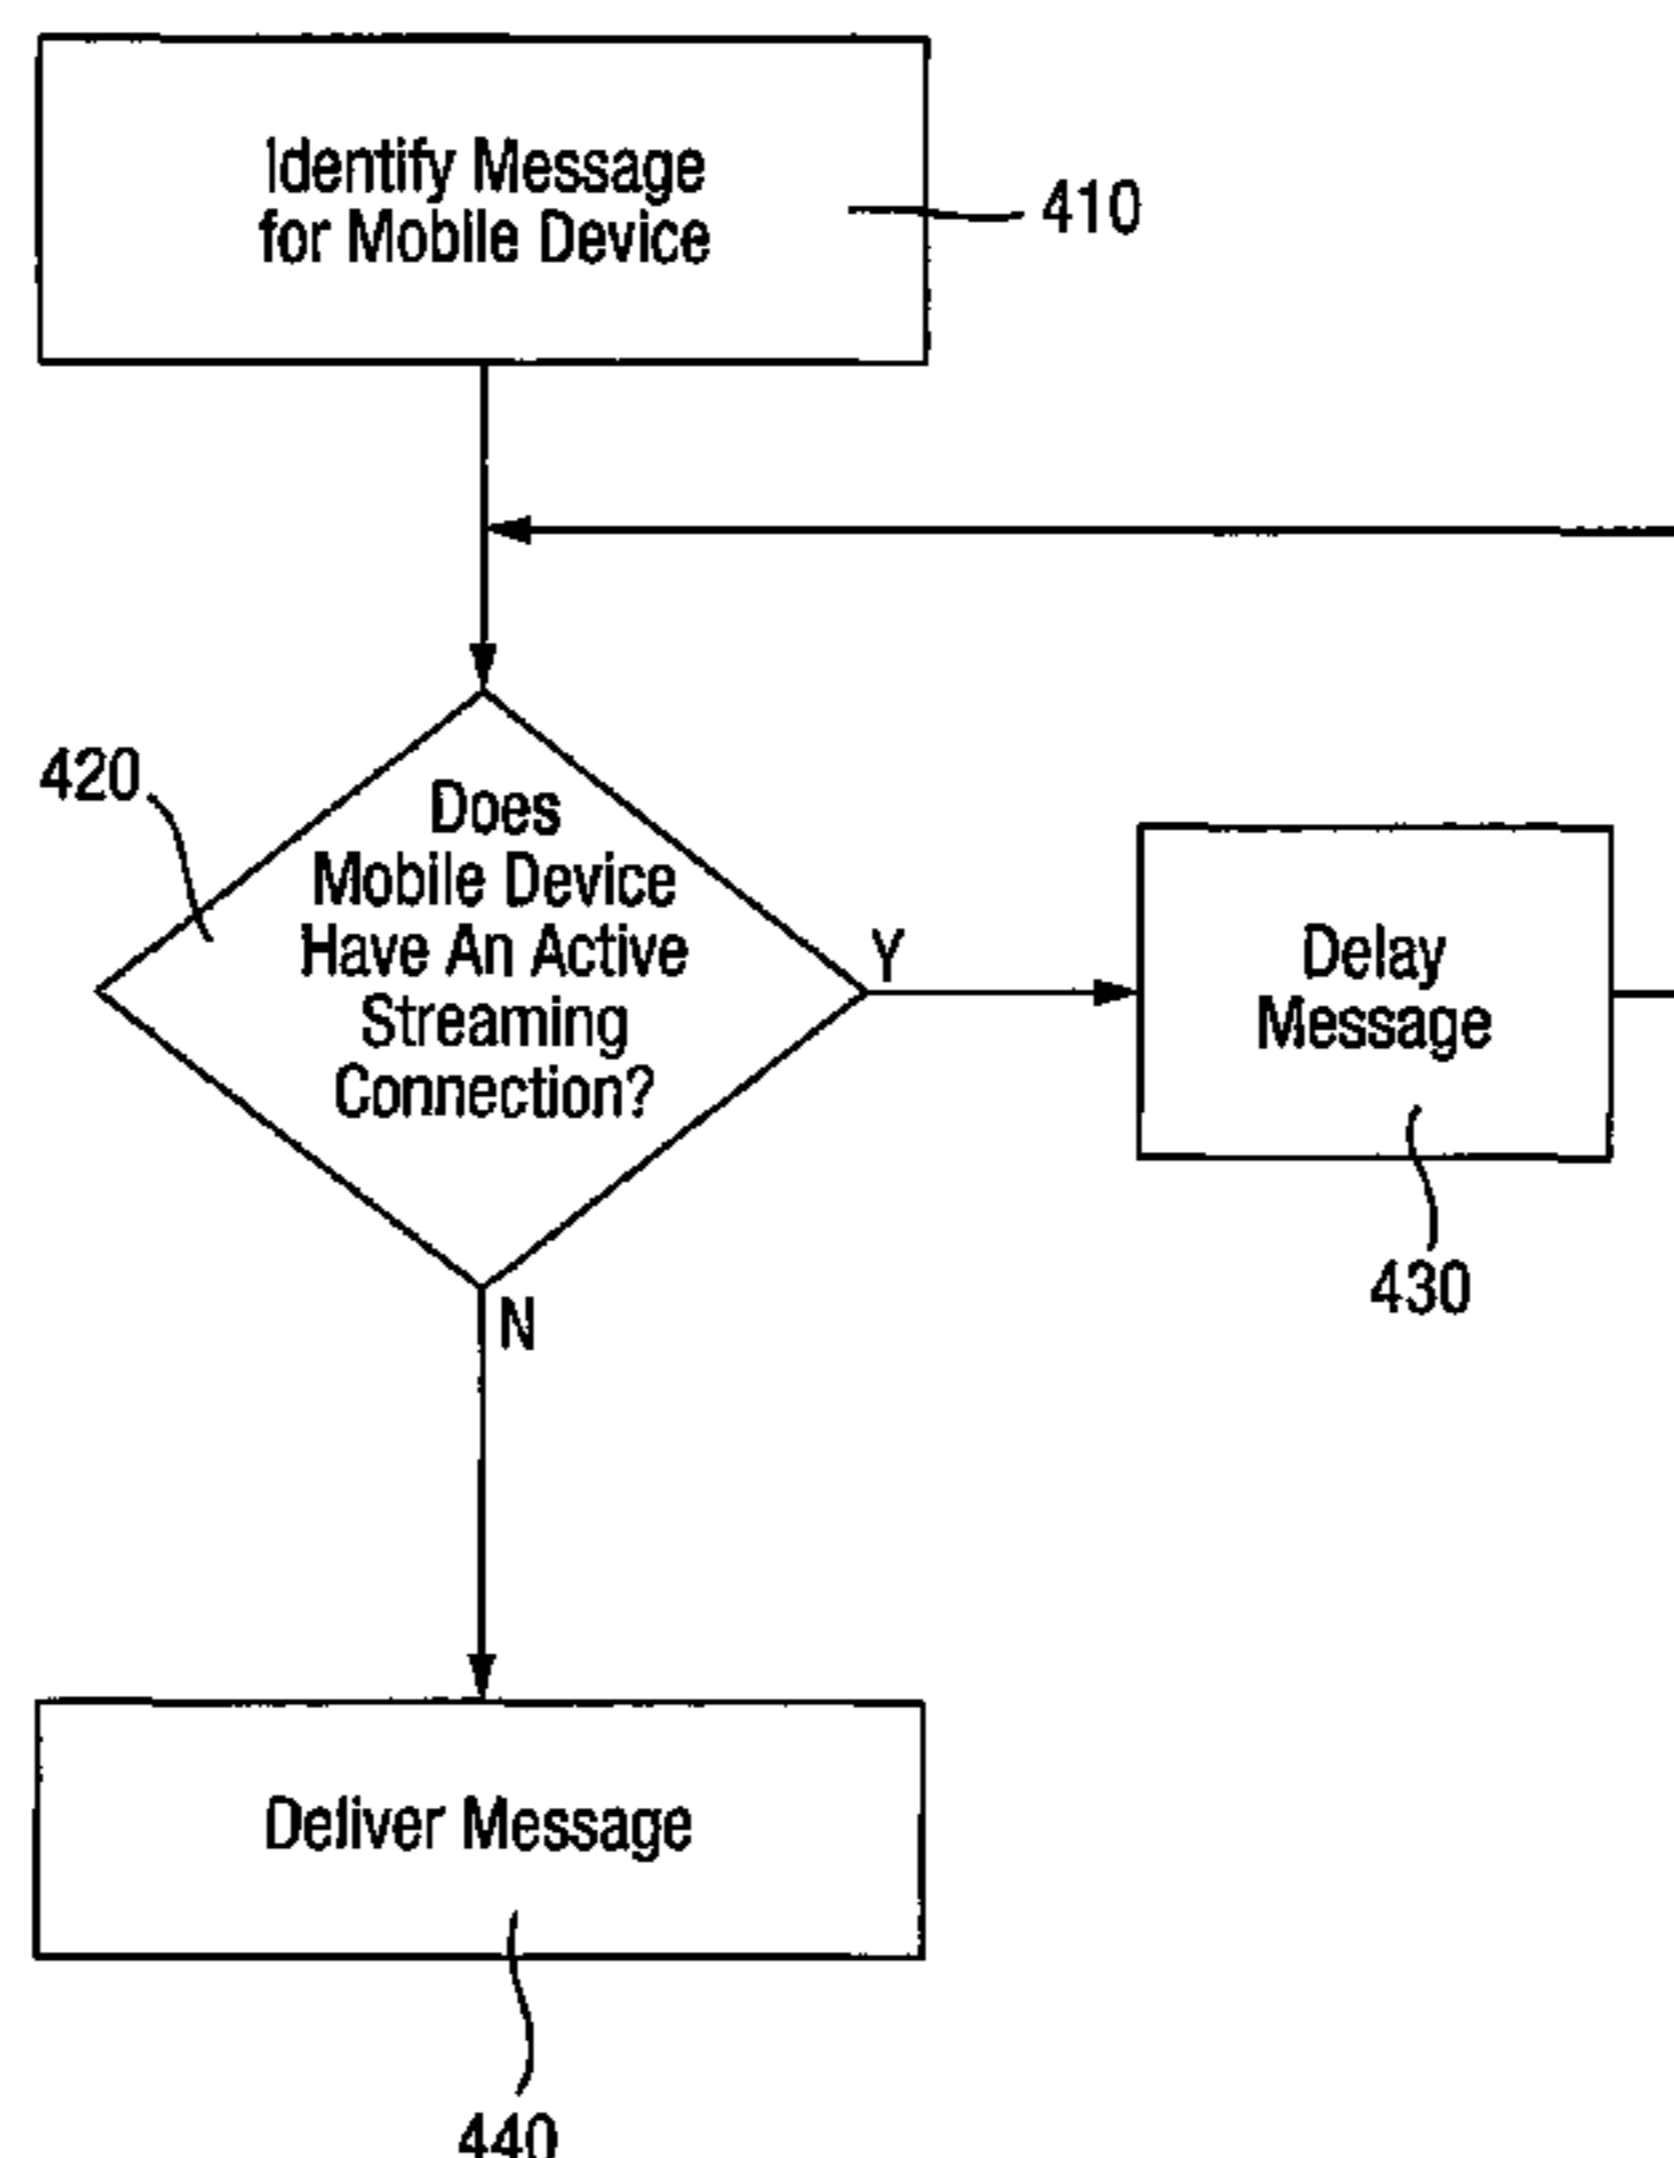 Identify Message
for Mobile Device
410
420
Does
Mobile Device
Have An Active
Streaming
Connection?
Y
Delay
Message
430
N
Deliver Message
440